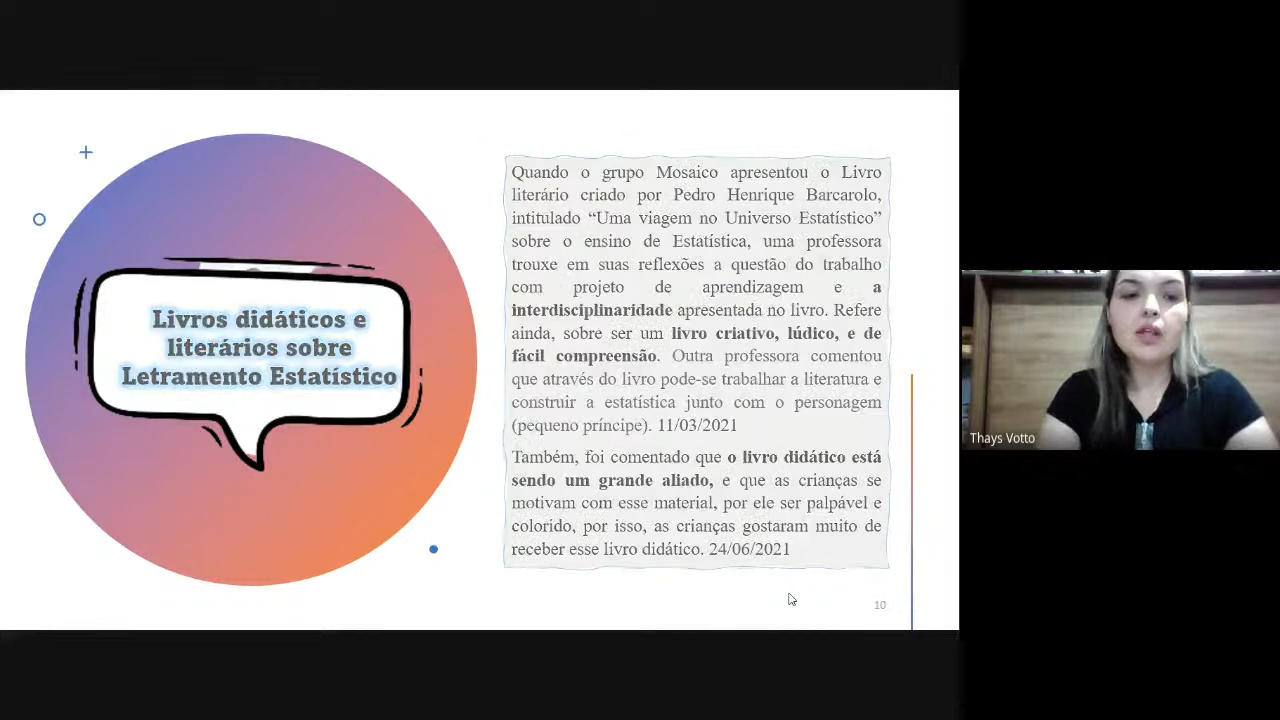 Livros didáticos e
literários sobre
Letramento Estatístico
Quando o grupo Mosaico apresentou o Livro
literário criado por Pedro Henrique Barcarolo,
intitulado “Uma viagem no Universo Estatístico”
sobre o ensino de Estatística, uma professora
trouxe em suas reflexões a questão do trabalho
com projeto de aprendizagem e a
interdisciplinaridade apresentada no livro. Refere
ainda, sobre ser um livro criativo, lúdico, e de
fácil compreensão. Outra professora comentou
que através do livro pode-se trabalhar a literatura e
construir a estatística junto com o personagem
(pequeno príncipe). 11/03/2021
Também, foi comentado que o livro didático está
sendo um grande aliado, e que as crianças se
motivam com esse material, por ele ser palpável e
colorido, por isso, as crianças gostaram muito de
receber esse livro didático. 24/06/2021
10
Thays Votto